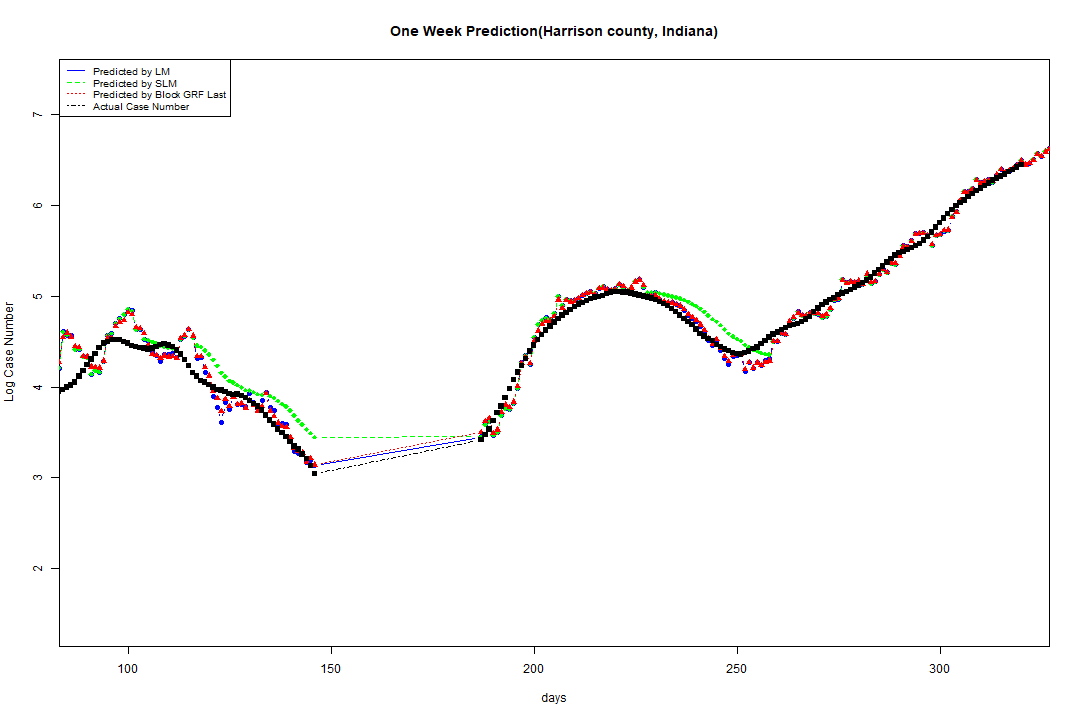 One Week Prediction(Harrison county, Indiana)
Predicted by LM
Predicted by SLM
Predicted by Block GRF Last
Actual Case Number
Log Case Number
7
6
5
4
3
2
100 150 200 250 300
days